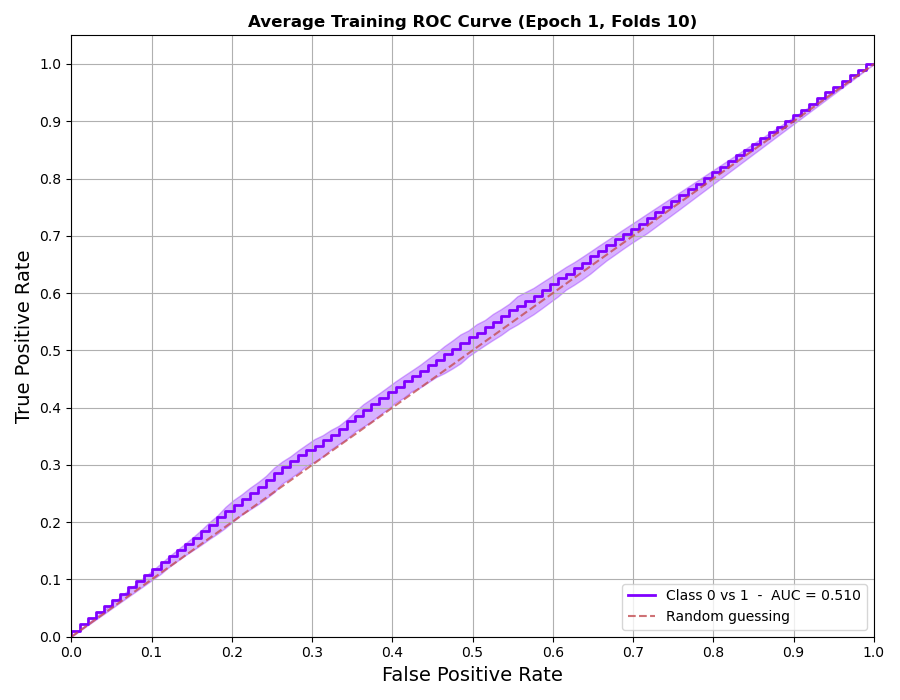 Average Training ROC Curve (Epoch 1, Folds 10)
True Positive Rate
1.0
0.9
0.8
0.7
0.6
0.5
0.4
0.3
0.2
0.1
0.0
Class 0 vs 1 - AUC = 0.510
Random guessing
0.0 0.1 0.2 0.3 0.4 0.5 0.6 0.7 0.8 0.9 1.0
False Positive Rate